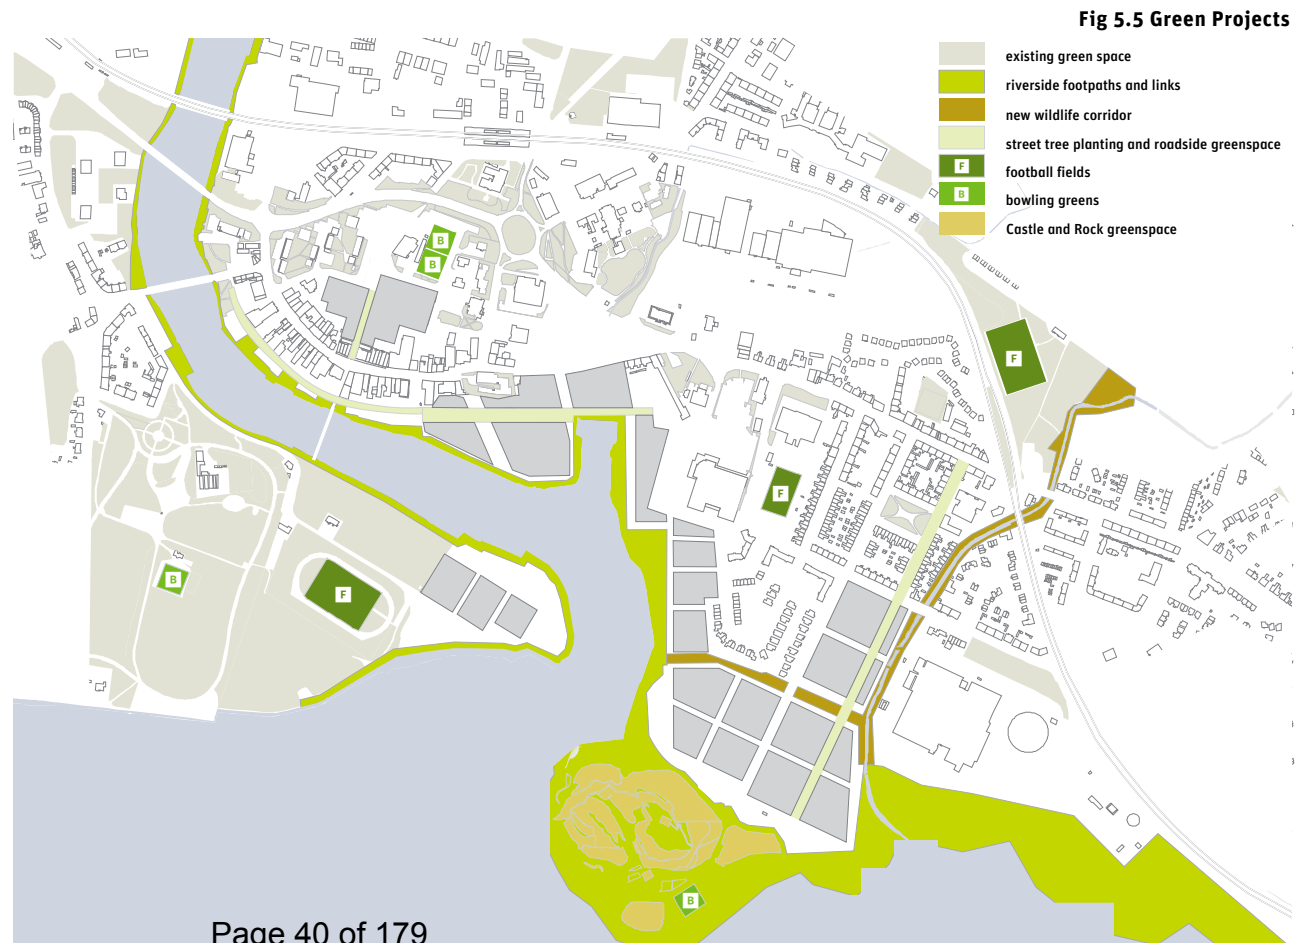 Fig 5.5 Green Projects
existing green space
riverside footpaths and links
new wildlife corridor
street tree planting and roadside greenspace
F football fields
B bowling greens
Castle and Rock greenspace
B
B
F
F
B
F
B
Page 40 of 179